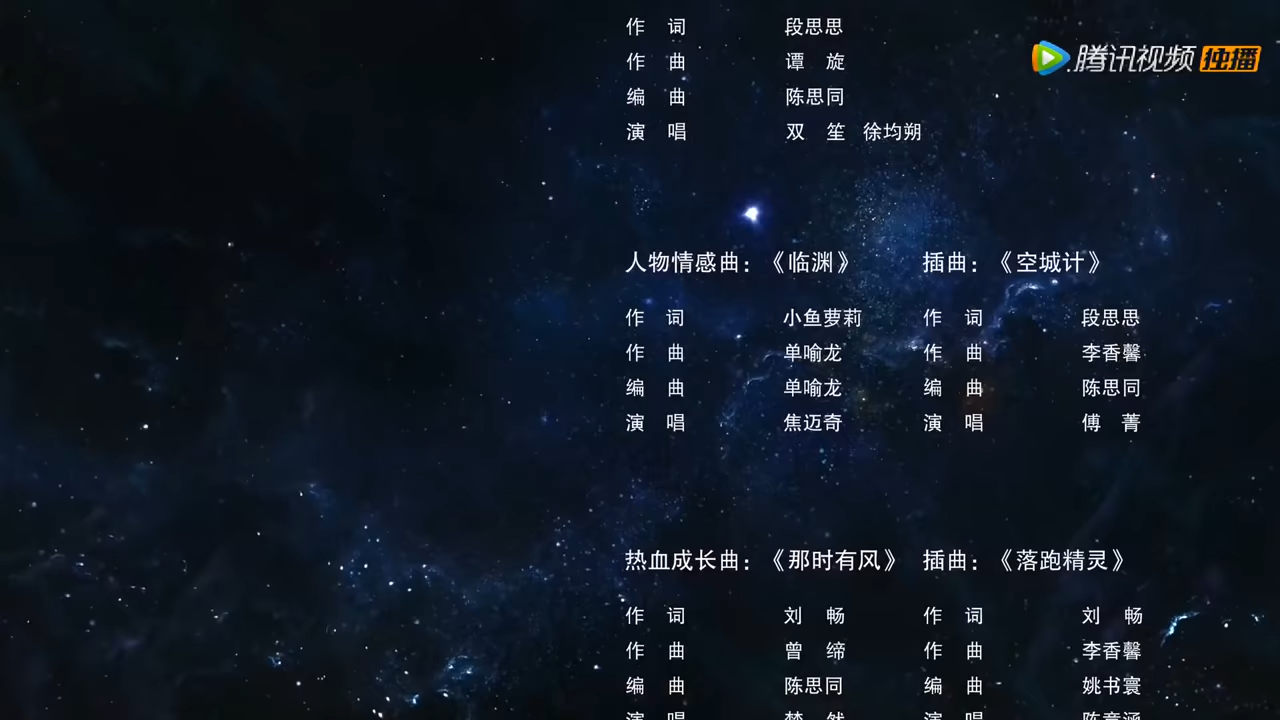 作 词 段思思
作 曲 谭 旋
编 曲 陈思同
演 唱 双 笙 徐均朔
腾讯视频 独播
人物情感曲：《临渊》 插曲：《空城计》
作 词 小鱼萝莉 作 词 段思思
作 曲 单喻龙 作 曲 李香馨
编 曲 单喻龙 编 曲 陈思同
演 唱 焦迈奇 演 唱 傅 菁
热血成长曲：《那时有风》 插曲：《落跑精灵》
作 词 刘 畅 作 词 刘 畅
作 曲 曾 缔 作 曲 李香馨
编 曲 陈思同 编 曲 姚书寰
演 唱 演 唱